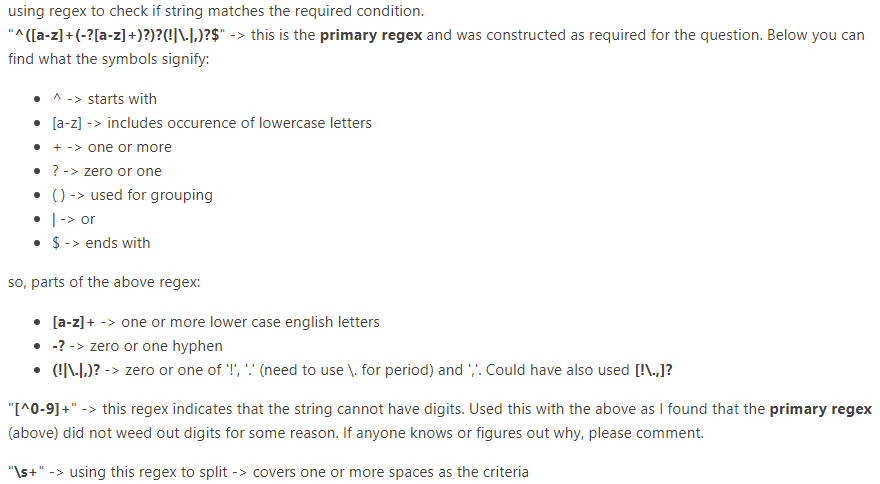 using regex to check if string matches the required condition.
"^([a-z]+(-?[a-z]+)?)?(!|\.|,)?$" -> this is the primary regex and was constructed as required for the question. Below you can
find what the symbols signify:
• ^ -> starts with
• [a-z] -> includes occurence of lowercase letters
• + -> one or more
• ? -> zero or one
• () -> used for grouping
• | -> or
• $ -> ends with
so, parts of the above regex:
• [a-z]+ -> one or more lower case english letters
• -? -> zero or one hyphen
• (!|\.|,)? -> zero or one of '!', '.' (need to use \. for period) and ','. Could have also used [!\.,]?
"[^0-9]+" -> this regex indicates that the string cannot have digits. Used this with the above as I found that the primary regex
(above) did not weed out digits for some reason. If anyone knows or figures out why, please comment.
"\s+" -> using this regex to split -> covers one or more spaces as the criteria